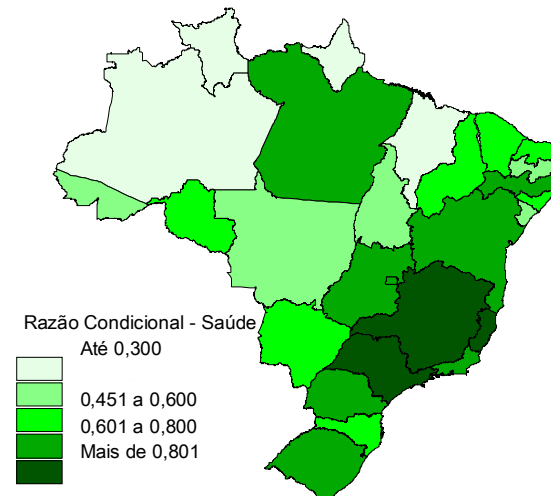 Razão Condicional - Saúde
Até 0,300
0,451 a 0,600
0,601 a 0,800
Mais de 0,801